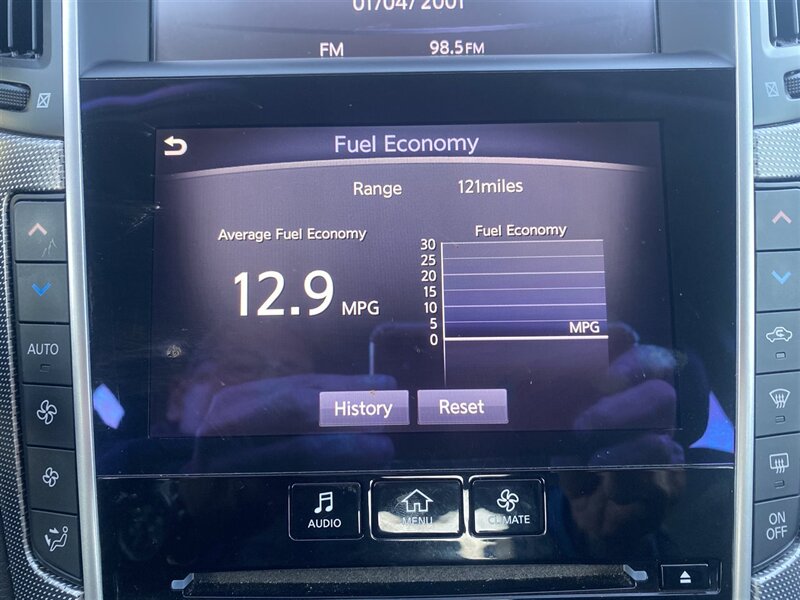 01/04/2001
FM 98.5FM
Fuel Economy
Range 121miles
Average Fuel Economy
12.9 MPG
Fuel Economy
30
25
20
15
10
5
0
MPG
History Reset
AUTO
AUDIO
MENU
CLIMATE
ON
OFF